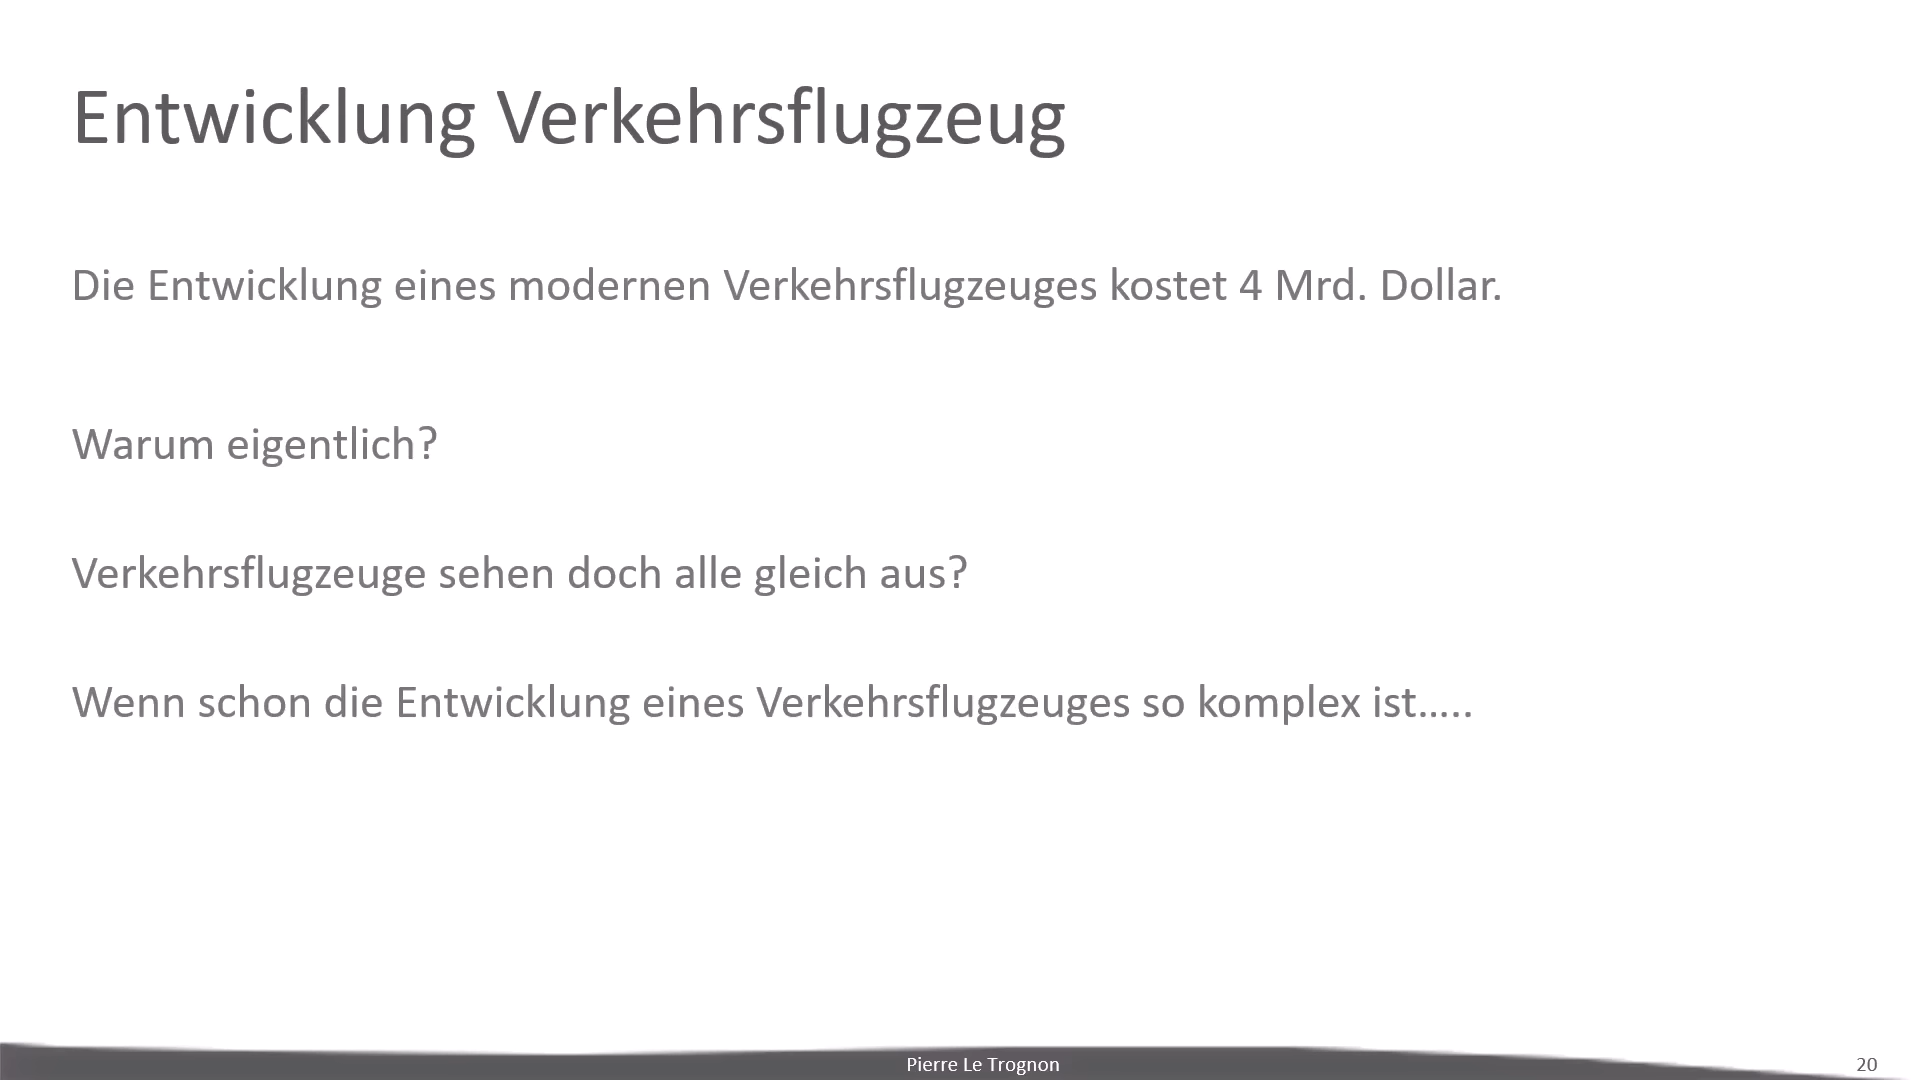 Entwicklung Verkehrsflugzeug
Die Entwicklung eines modernen Verkehrsflugzeuges kostet 4 Mrd. Dollar.
Warum eigentlich?
Verkehrsflugzeuge sehen doch alle gleich aus?
Wenn schon die Entwicklung eines Verkehrsflugzeuges so komplex ist…..
Pierre Le Trognon
20